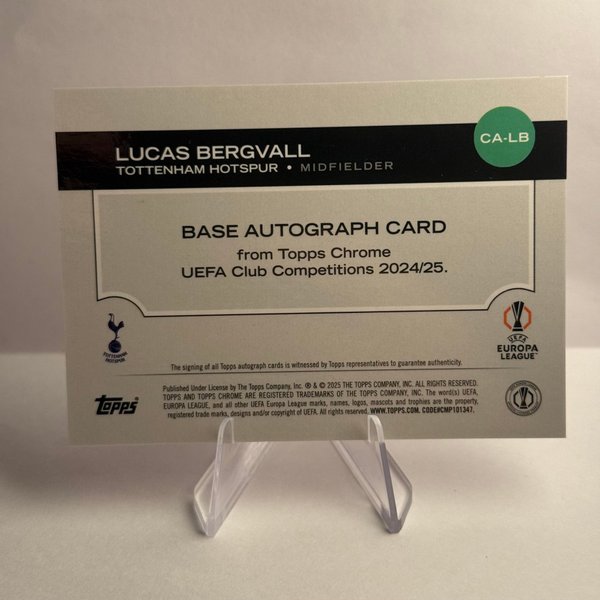 CA-LB
LUCAS BERGVALL
TOTTENHAM HOTSPUR • MIDFIELDER
BASE AUTOGRAPH CARD
from Topps Chrome
UEFA Club Competitions 2024/25.
TOTTENHAM
HOTSPUR
UEFA
EUROPA
LEAGUE™
The signing of all Topps autograph cards is witnessed by Topps representatives to guarantee authenticity.
Topps®
Published Under License by The Topps Company, Inc. ® & © 2025 THE TOPPS COMPANY, INC. ALL RIGHTS RESERVED.
TOPPS AND TOPPS CHROME ARE REGISTERED TRADEMARKS OF THE TOPPS COMPANY, INC. The word(s) UEFA,
EUROPA LEAGUE, and all other UEFA Europa League marks, names, logos, mascots and trophies are the property,
registered trade marks, designs and/or copyright of UEFA. All rights reserved. WWW.TOPPS.COM. CODE#CMP101347.